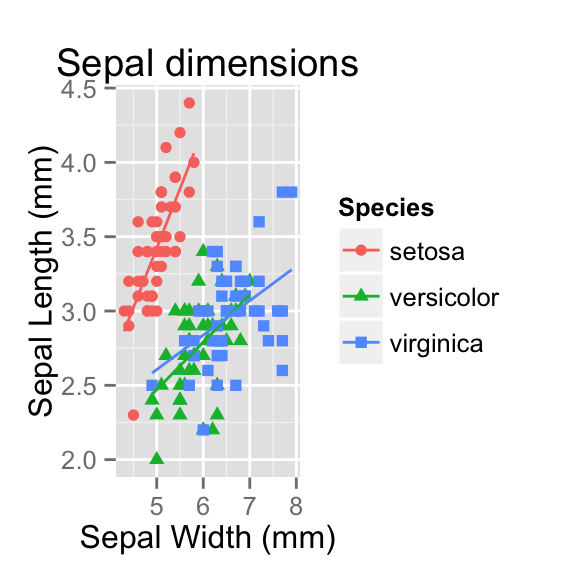 Sepal dimensions
Sepal Length (mm)
4.5
4.0
3.5
3.0
2.5
2.0
5 6 7 8
Sepal Width (mm)
Species
setosa
versicolor
virginica